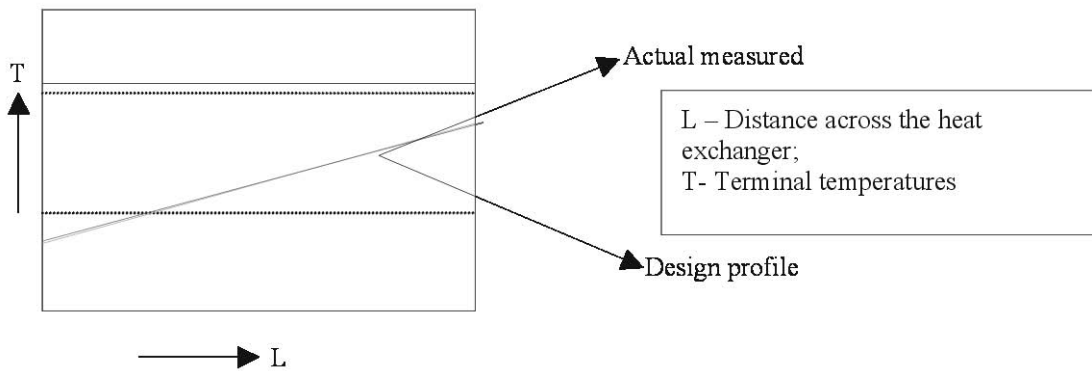 T
Actual measured
L – Distance across the heat
exchanger;
T- Terminal temperatures
Design profile
L